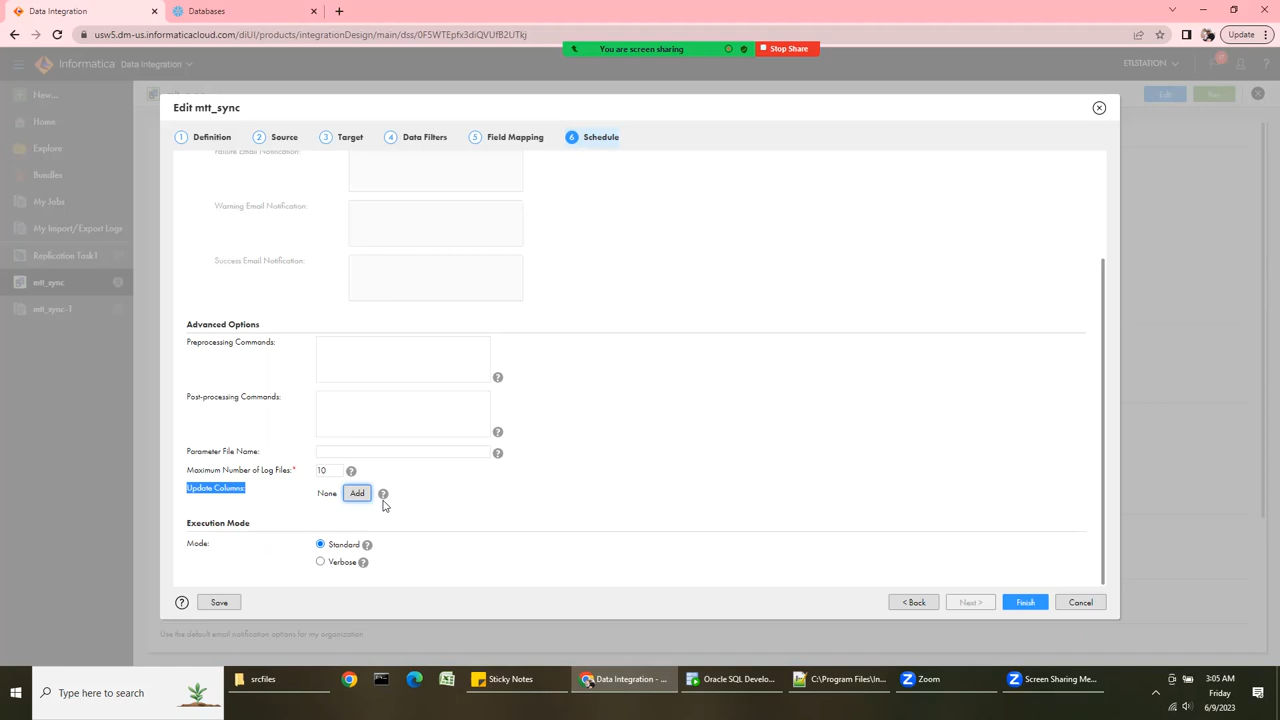 Data Integration
Databases
usw5.dm-us.informaticacloud.com/diUI/products/integrationDesign/main/dss/0F5WTEpfx3diQVUfB2UTkj
Update
You are screen sharing
Stop Share
Informatica Data Integration
ETLSTATION
New...
Home
Explore
Bundles
My Jobs
My Import/Export Logs
Replication Task1
mtt_sync
mtt_sync-1
Edit mtt_sync
1 Definition
2 Source
3 Target
4 Data Filters
5 Field Mapping
6 Schedule
Failure Email Notification:
Warning Email Notification:
Success Email Notification:
Advanced Options
Preprocessing Commands:
Post-processing Commands:
Parameter File Name:
Maximum Number of Log Files:* 10
Update Columns: None Add
Execution Mode
Mode: Standard
Verbose
Save
< Back
Next >
Finish
Cancel
Use the default email notification options for my organization
Type here to search
srcfiles
Sticky Notes
Data Integration - ...
Oracle SQL Develo...
C:\Program Files\In...
Zoom
Screen Sharing Me...
3:05 AM
Friday
6/9/2023